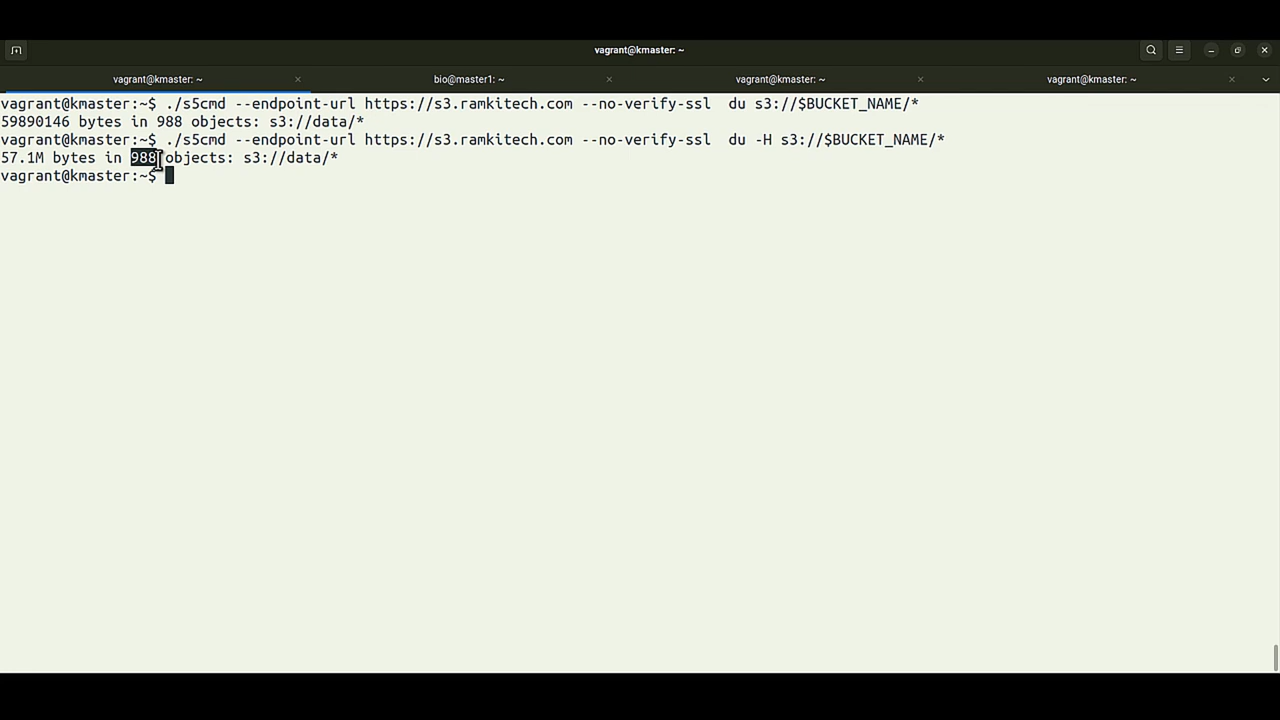 vagrant@kmaster: ~
vagrant@kmaster: ~
bio@master1: ~
vagrant@kmaster: ~
vagrant@kmaster: ~
vagrant@kmaster:~$ ./s5cmd --endpoint-url https://s3.ramkitech.com --no-verify-ssl  du s3://$BUCKET_NAME/*
59890146 bytes in 988 objects: s3://data/*
vagrant@kmaster:~$ ./s5cmd --endpoint-url https://s3.ramkitech.com --no-verify-ssl  du -H s3://$BUCKET_NAME/*
57.1M bytes in 988 objects: s3://data/*
vagrant@kmaster:~$